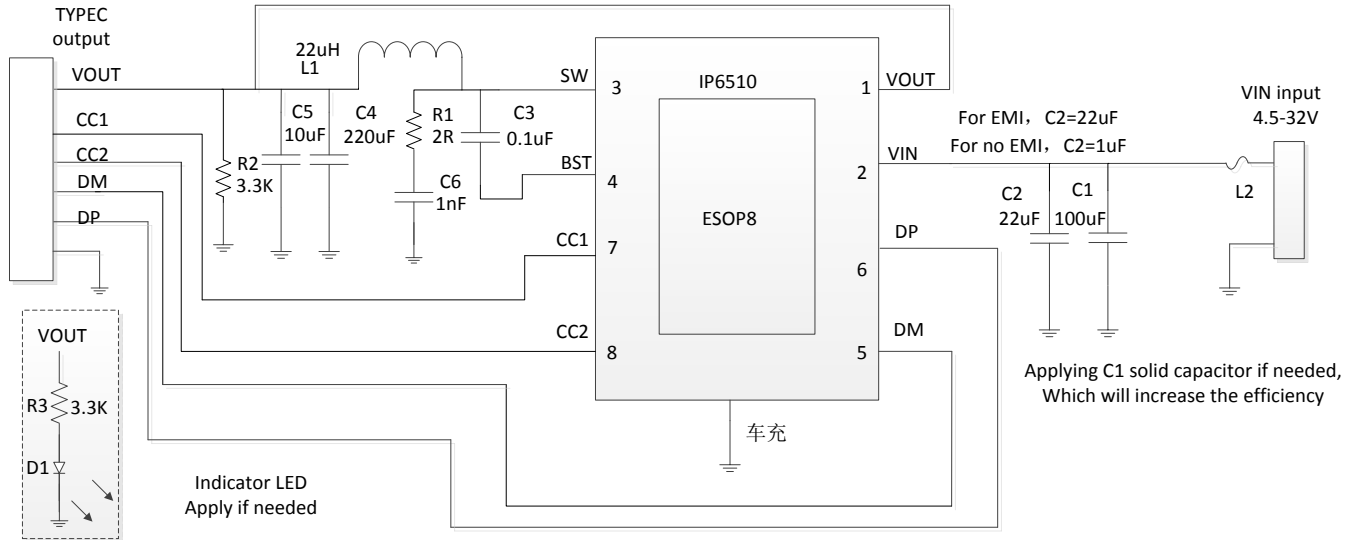 TYPEC
output
VOUT
CC1
CC2
DM
DP
22uH
L1
C5
10uF
C4
220uF
R1
2R
C3
0.1uF
R2
3.3K
C6
1nF
SW
BST
CC1
CC2
3
4
7
8
IP6510
ESOP8
1
2
6
5
VOUT
VIN
DP
DM
For EMI，C2=22uF
For no EMI，C2=1uF
VIN input
4.5-32V
L2
C2
22uF
C1
100uF
Applying C1 solid capacitor if needed,
Which will increase the efficiency
车充
VOUT
R3
3.3K
D1
Indicator LED
Apply if needed